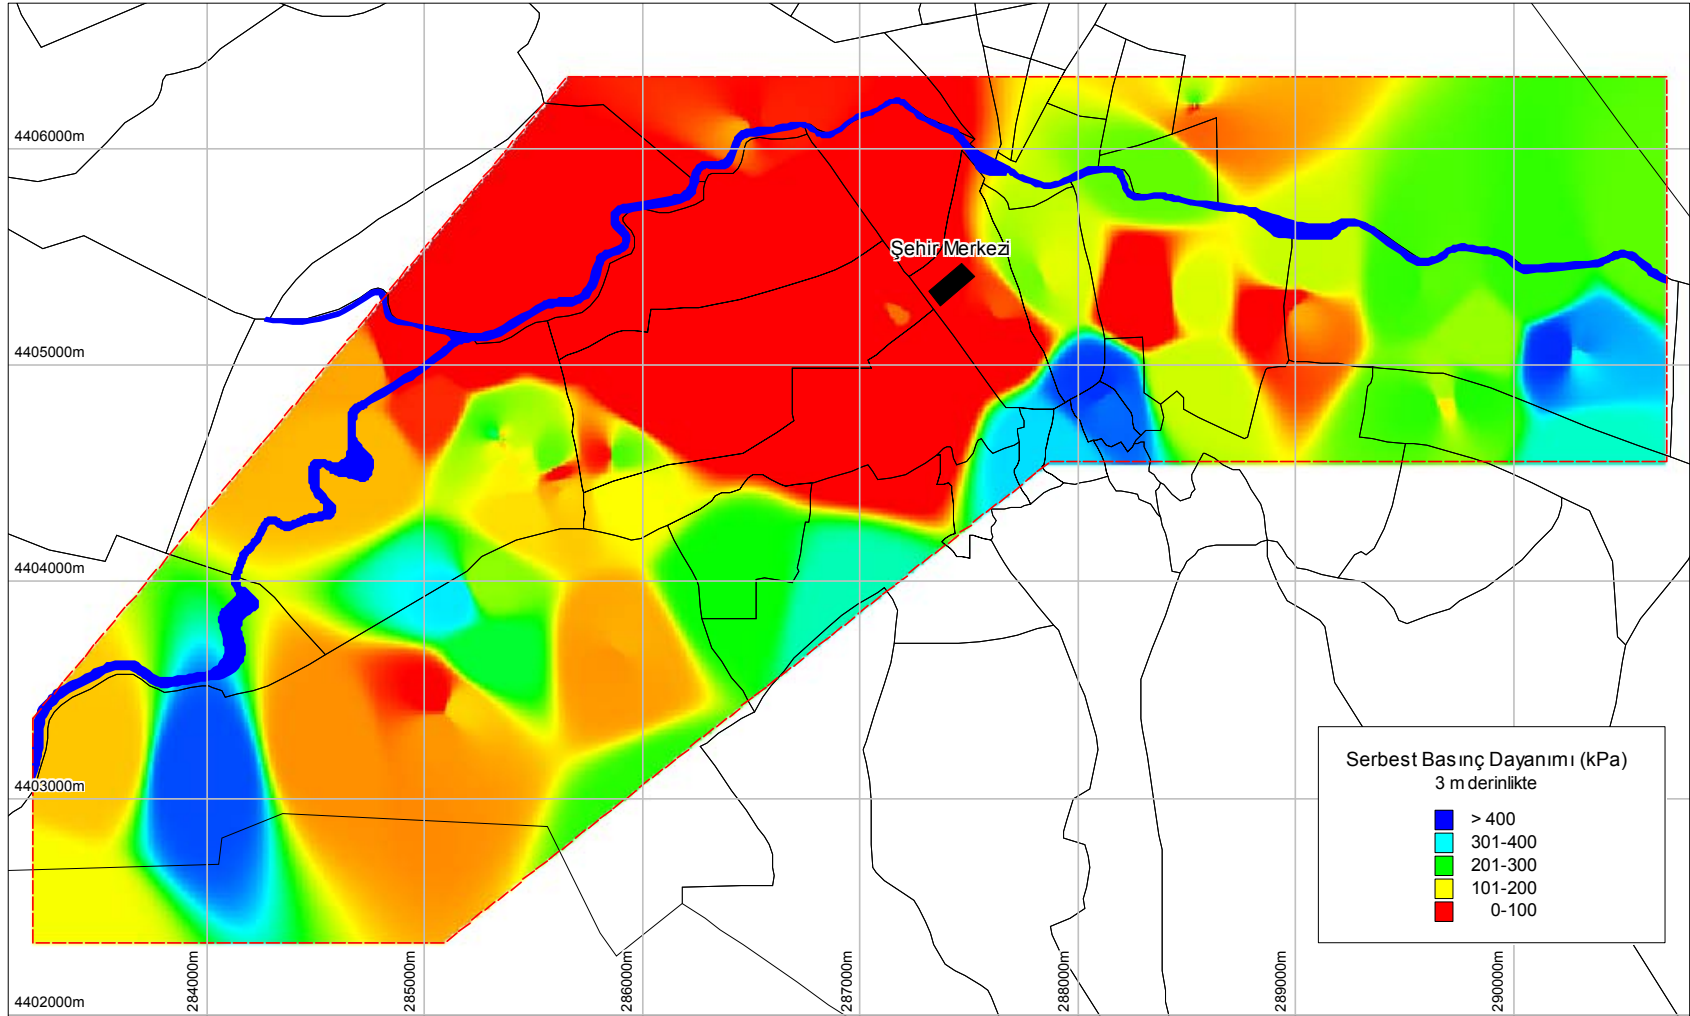 4406000m
Şehir Merkezi
4405000m
4404000m
4403000m
Serbest Basınç Dayanımı (kPa)
3 m derinlikte
> 400
301-400
201-300
101-200
0-100
4402000m
284000m
285000m
286000m
287000m
288000m
289000m
290000m